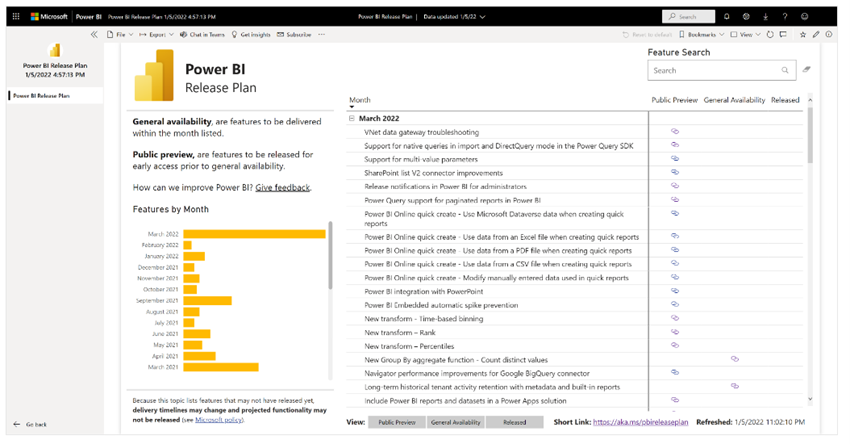 Microsoft Power BI Power BI Release Plan 1/5/2022 4:57:13 PM
Power BI Release Plan | Data updated 1/5/22
Search
File Export Chat in Teams Get insights Subscribe ...
Reset to default Bookmarks View
Power BI Release Plan
1/5/2022 4:57:13 PM
Power BI Release Plan
Go back
Power BI
Release Plan
General availability, are features to be delivered
within the month listed.
Public preview, are features to be released for
early access prior to general availability.
How can we improve Power BI? Give feedback.
Features by Month
March 2022
February 2022
January 2022
December 2021
November 2021
October 2021
September 2021
August 2021
July 2021
June 2021
May 2021
April 2021
March 2021
Because this topic lists features that may not have released yet,
delivery timelines may change and projected functionality may
not be released (see Microsoft policy).
Feature Search
Search
Month Public Preview General Availability Released
March 2022
VNet data gateway troubleshooting
Support for native queries in import and DirectQuery mode in the Power Query SDK
Support for multi-value parameters
SharePoint list V2 connector improvements
Release notifications in Power BI for administrators
Power Query support for paginated reports in Power BI
Power BI Online quick create - Use Microsoft Dataverse data when creating quick
reports
Power BI Online quick create - Use data from an Excel file when creating quick reports
Power BI Online quick create - Use data from a PDF file when creating quick reports
Power BI Online quick create - Use data from a CSV file when creating quick reports
Power BI Online quick create - Modify manually entered data used in quick reports
Power BI integration with PowerPoint
Power BI Embedded automatic spike prevention
New transform - Time-based binning
New transform – Rank
New transform – Percentiles
New Group By aggregate function - Count distinct values
Navigator performance improvements for Google BigQuery connector
Long-term historical tenant activity retention with metadata and built-in reports
Include Power BI reports and datasets in a Power Apps solution
View: Public Preview General Availability Released Short Link: https://aka.ms/pbireleaseplan Refreshed: 1/5/2022 11:02:10 PM